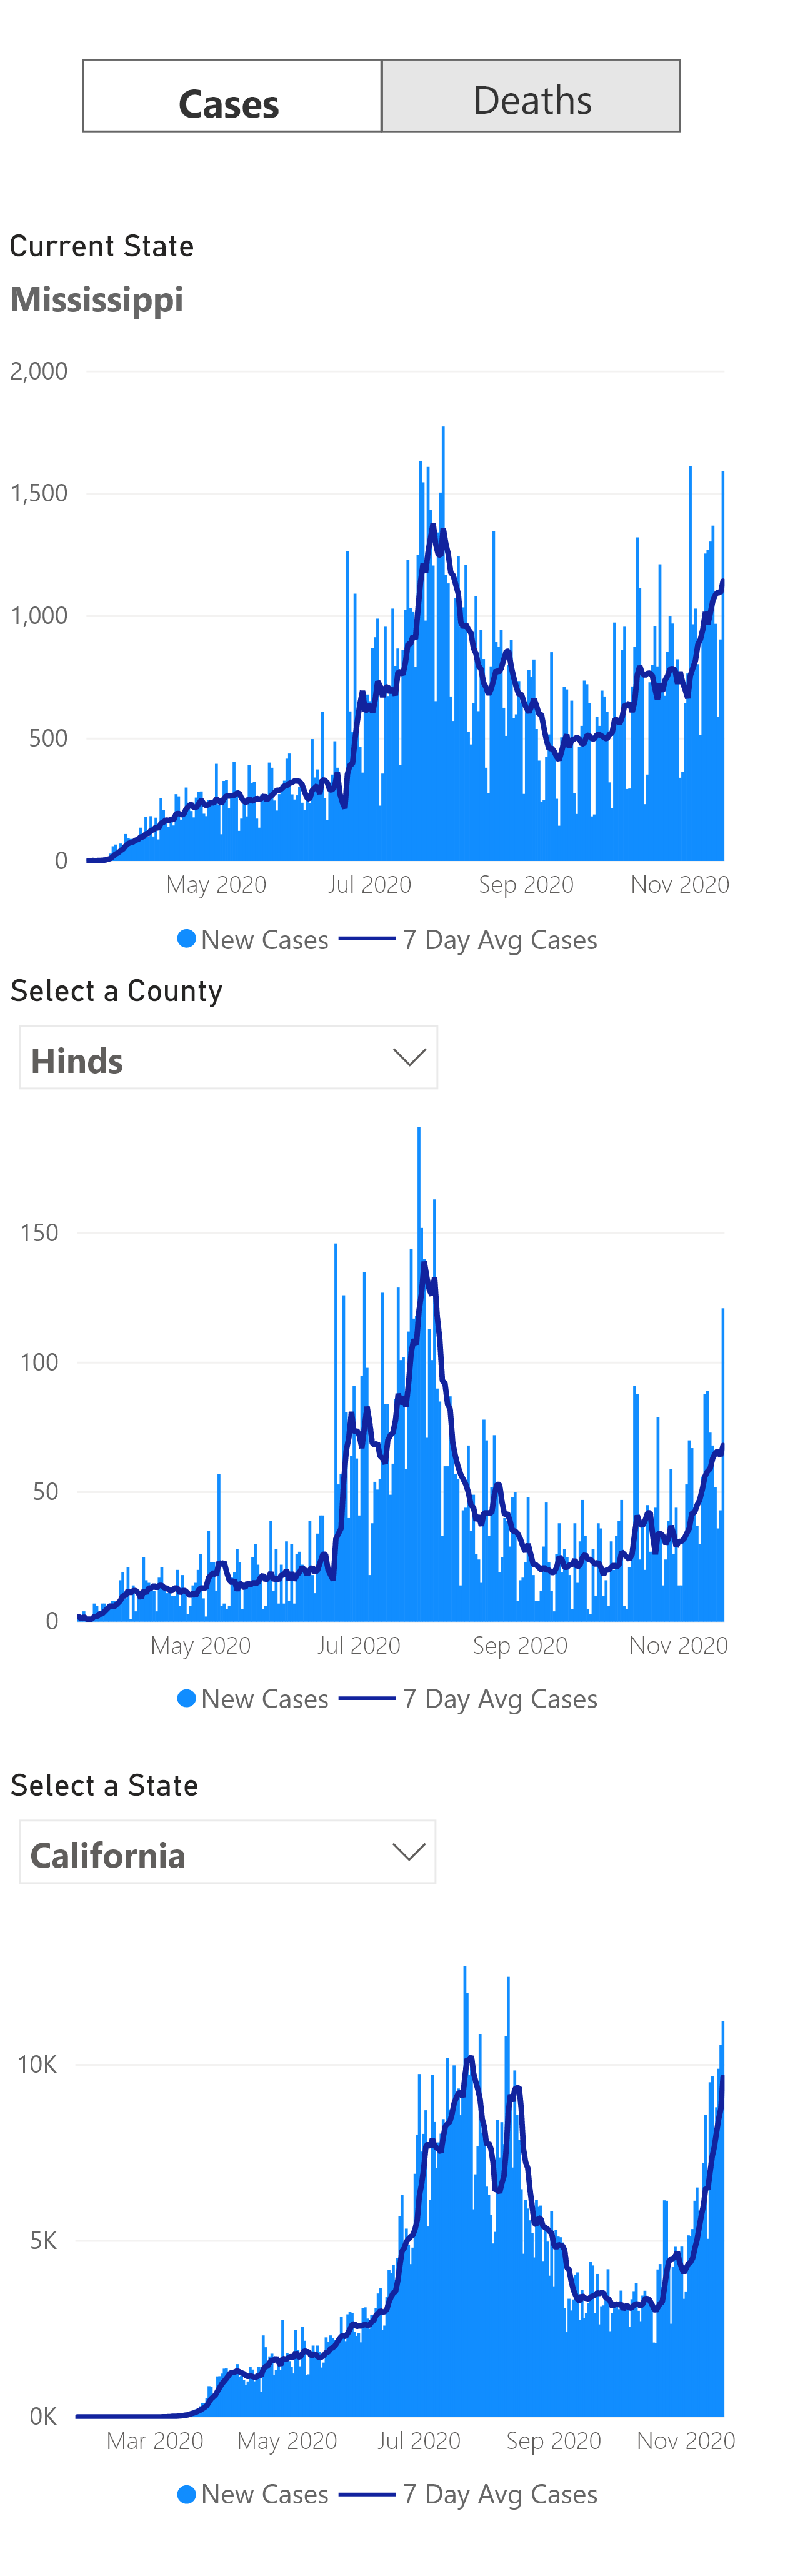 Cases Deaths
Current State
Mississippi
2,000
1,500
1,000
500
0
May 2020 Jul 2020 Sep 2020 Nov 2020
New Cases 7 Day Avg Cases
Select a County
Hinds
150
100
50
0
May 2020 Jul 2020 Sep 2020 Nov 2020
New Cases 7 Day Avg Cases
Select a State
California
10K
5K
0K
Mar 2020 May 2020 Jul 2020 Sep 2020 Nov 2020
New Cases 7 Day Avg Cases